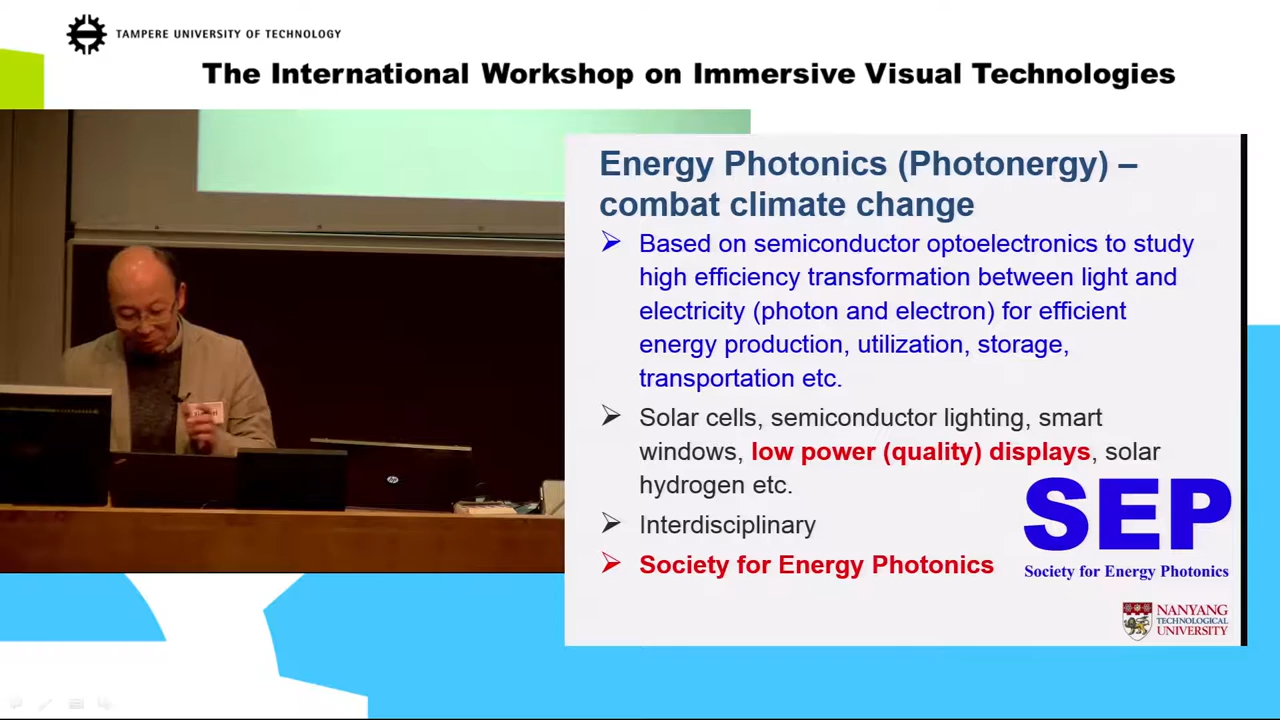 TAMPERE UNIVERSITY OF TECHNOLOGY
The International Workshop on Immersive Visual Technologies
Energy Photonics (Photonergy) –
combat climate change
Based on semiconductor optoelectronics to study
high efficiency transformation between light and
electricity (photon and electron) for efficient
energy production, utilization, storage,
transportation etc.
Solar cells, semiconductor lighting, smart
windows, low power (quality) displays, solar
hydrogen etc.
Interdisciplinary
Society for Energy Photonics
SEP
Society for Energy Photonics
NANYANG
TECHNOLOGICAL
UNIVERSITY
hp